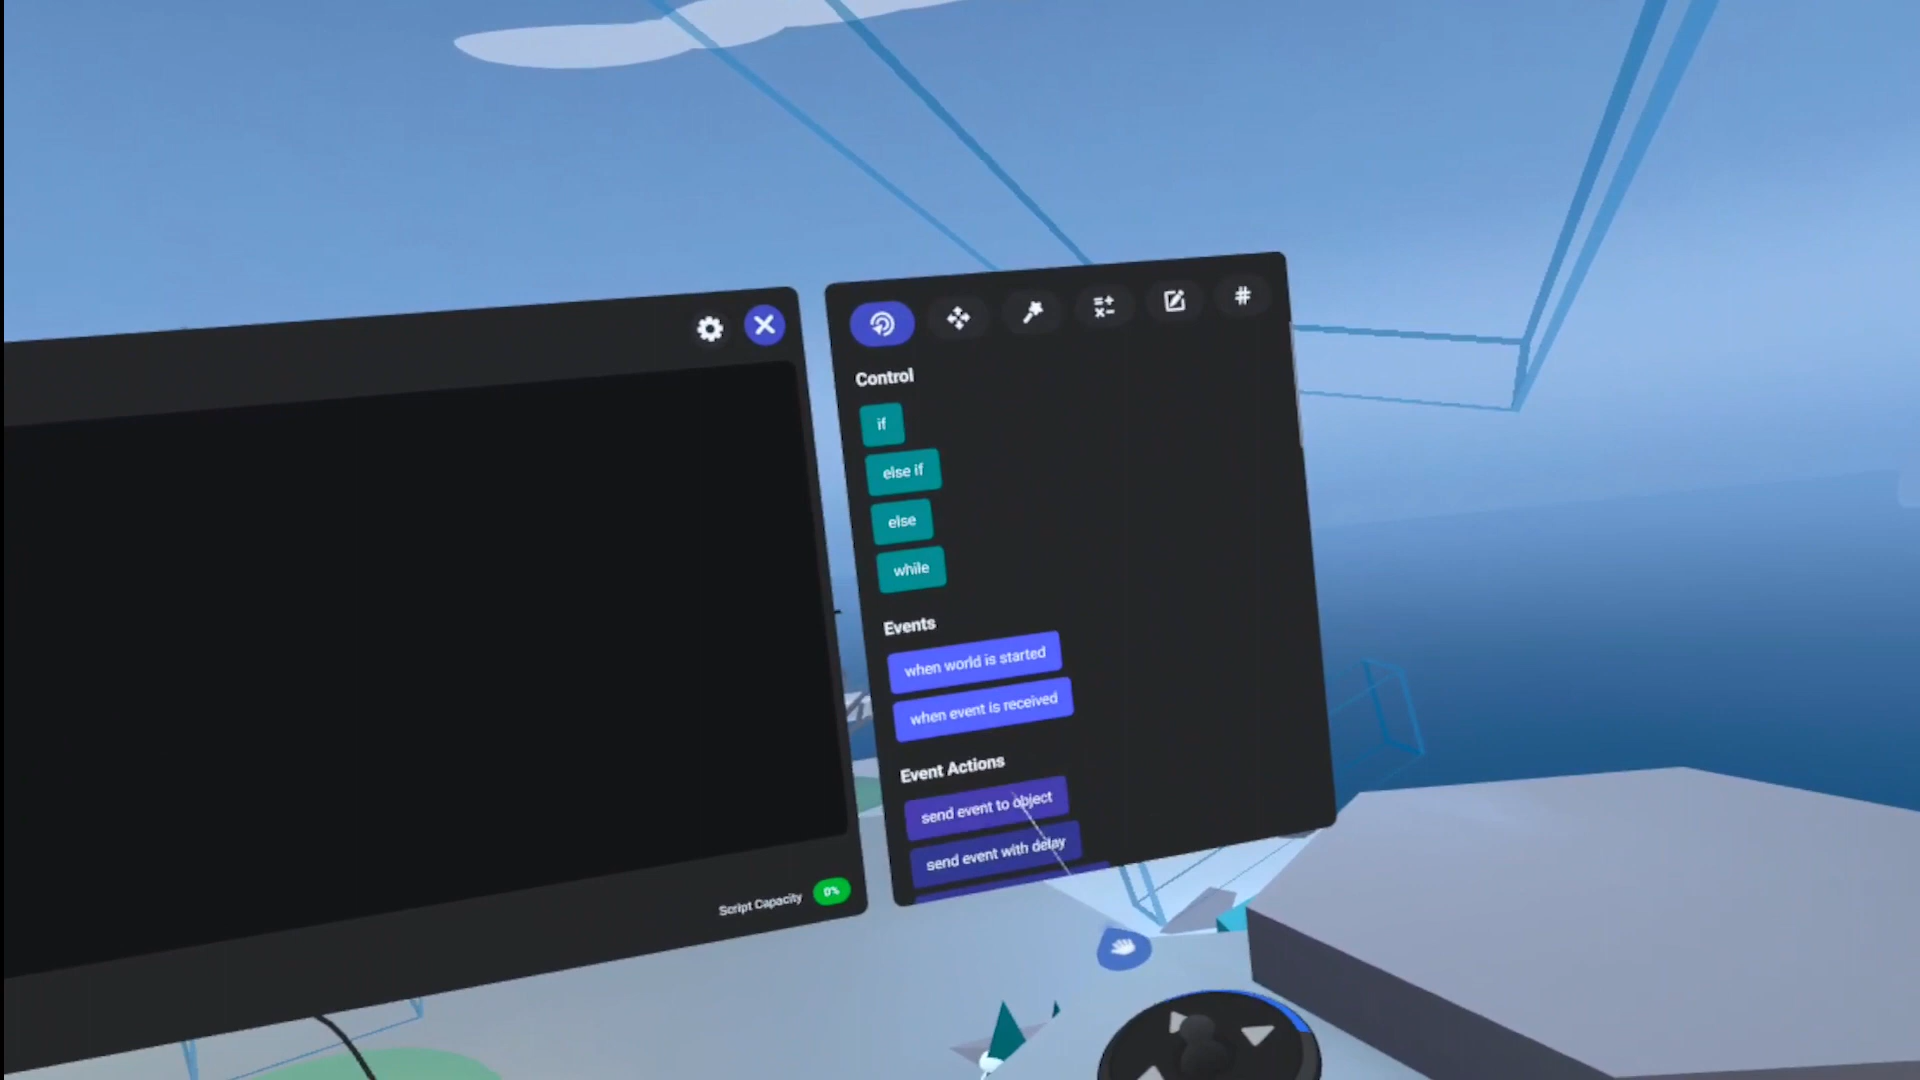 Control
if
else if
else
while
Events
when world is started
when event is received
Event Actions
send event to object
send event with delay
Script Capacity 0%